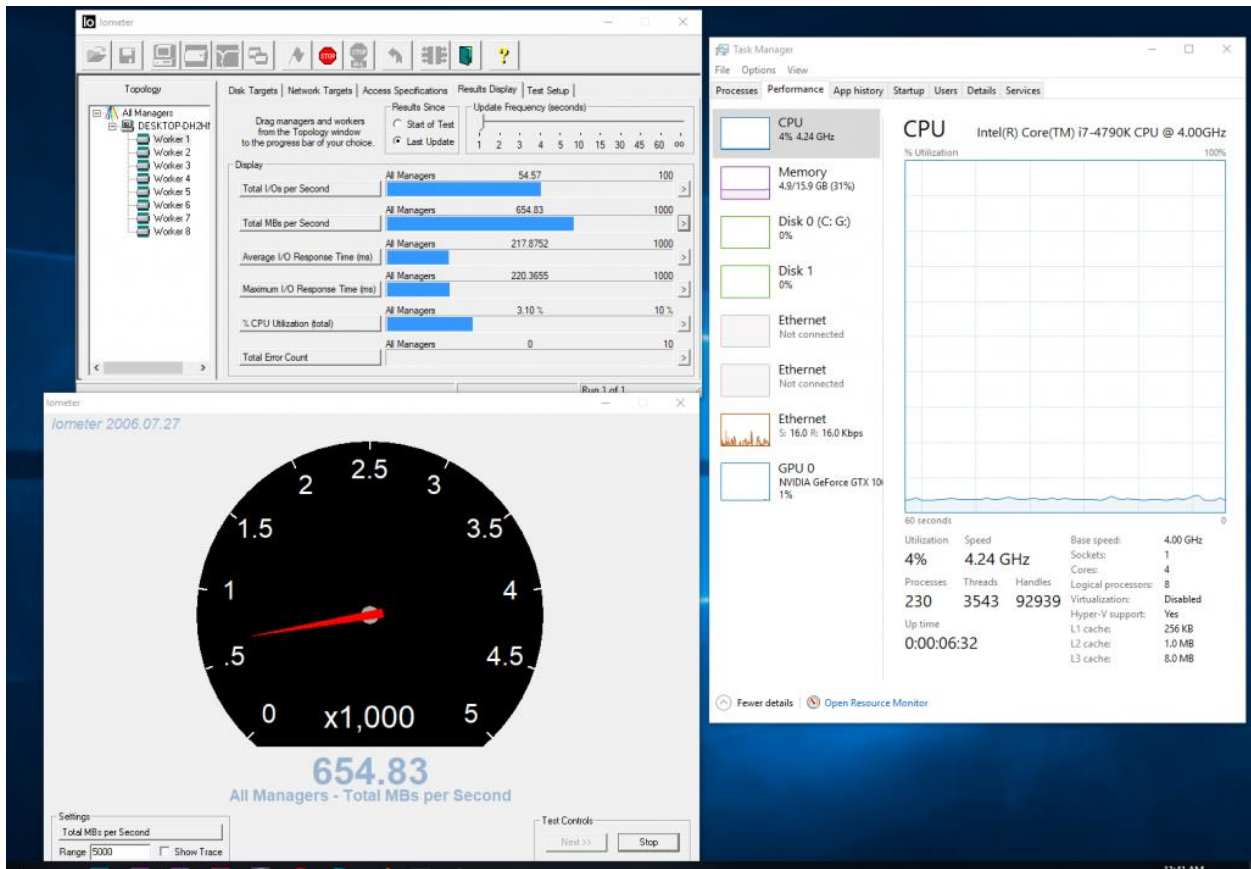 Iometer
Topology
All Managers
DESKTOP-DH2HI
Worker 1
Worker 2
Worker 3
Worker 4
Worker 5
Worker 6
Worker 7
Worker 8
Disk Targets Network Targets Access Specifications Results Display Test Setup
Drag managers and workers
from the Topology window
to the progress bar of your choice.
Results Since
Start of Test
Last Update
Update Frequency (seconds)
1 2 3 4 5 10 15 30 45 60 oo
Display
All Managers 54.57 100
Total I/Os per Second >
All Managers 654.83 1000
Total MBs per Second >
All Managers 217.8752 1000
Average I/O Response Time (ms) >
All Managers 220.3655 1000
Maximum I/O Response Time (ms) >
All Managers 3.10 % 10 %
% CPU Utilization (total) >
All Managers 0 10
Total Error Count >
Run 1 of 1
Iometer
Iometer 2006.07.27
0 .5 1 1.5 2 2.5 3 3.5 4 4.5 5
x1,000
654.83
All Managers - Total MBs per Second
Settings
Total MBs per Second
Range 5000 Show Trace
Test Controls
Next >> Stop
Task Manager
File Options View
Processes Performance App history Startup Users Details Services
CPU
4% 4.24 GHz
Memory
4.9/15.9 GB (31%)
Disk 0 (C: G:)
0%
Disk 1
0%
Ethernet
Not connected
Ethernet
Not connected
Ethernet
S: 16.0 R: 16.0 Kbps
GPU 0
NVIDIA GeForce GTX 10
1%
CPU Intel(R) Core(TM) i7-4790K CPU @ 4.00GHz
% Utilization 100%
60 seconds 0
Utilization Speed
4% 4.24 GHz
Processes Threads Handles
230 3543 92939
Up time
0:00:06:32
Base speed: 4.00 GHz
Sockets: 1
Cores: 4
Logical processors: 8
Virtualization: Disabled
Hyper-V support: Yes
L1 cache: 256 KB
L2 cache: 1.0 MB
L3 cache: 8.0 MB
Fewer details Open Resource Monitor